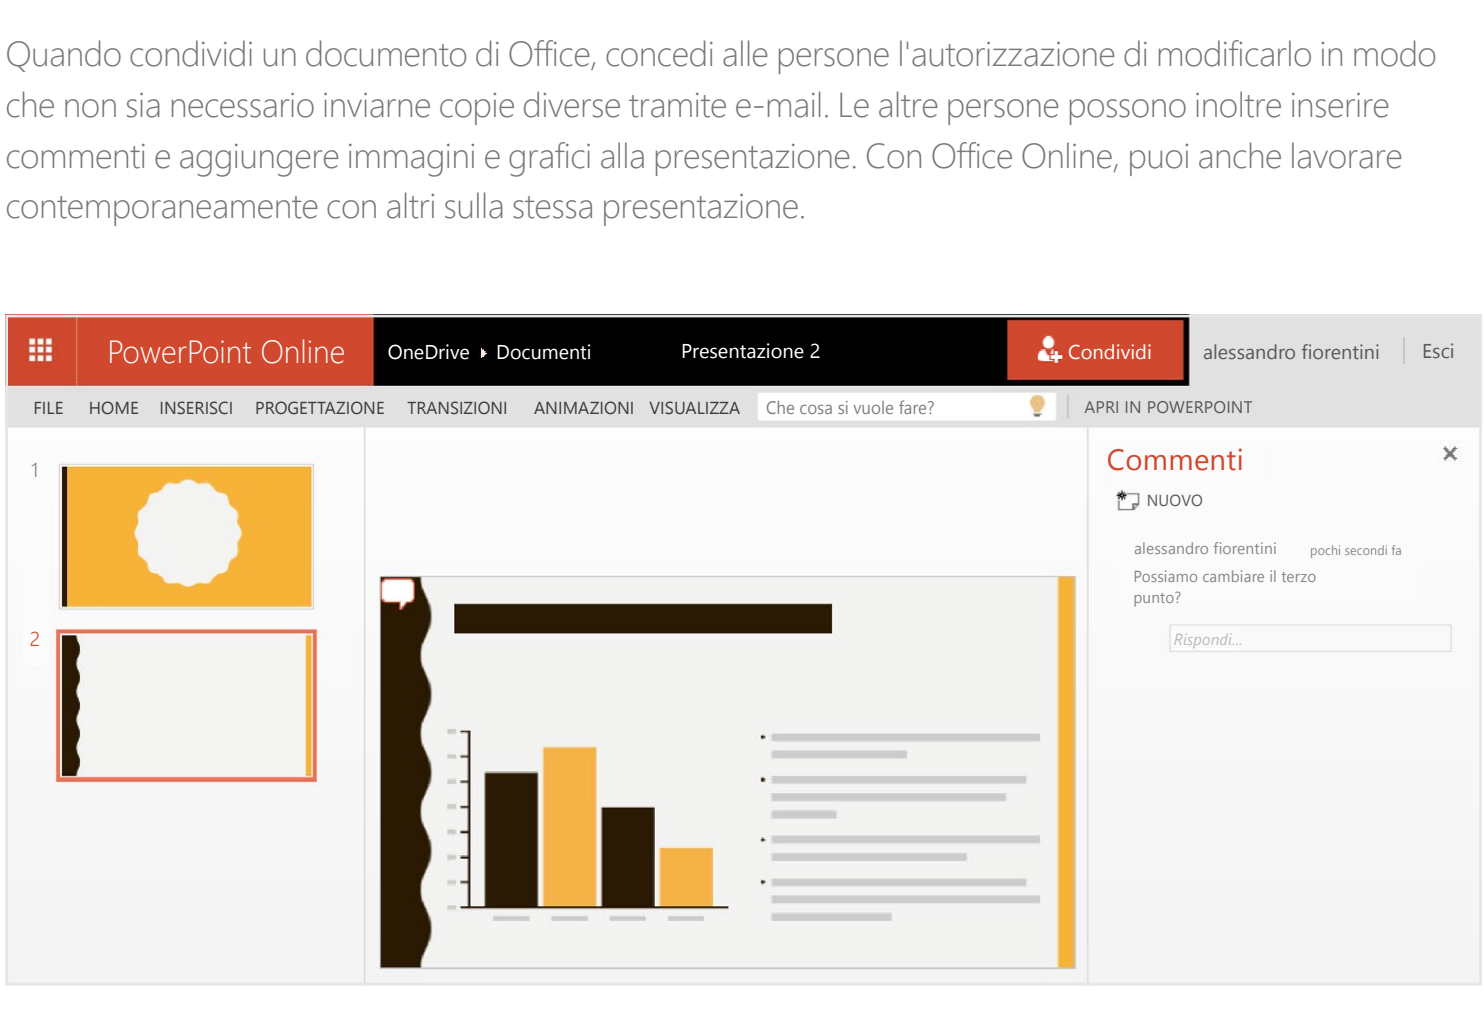 Quando condividi un documento di Office, concedi alle persone l'autorizzazione di modificarlo in modo
che non sia necessario inviarne copie diverse tramite e-mail. Le altre persone possono inoltre inserire
commenti e aggiungere immagini e grafici alla presentazione. Con Office Online, puoi anche lavorare
contemporaneamente con altri sulla stessa presentazione.
PowerPoint Online
OneDrive
Documenti
Presentazione 2
Condividi
alessandro fiorentini
Esci
FILE HOME INSERISCI PROGETTAZIONE TRANSIZIONI ANIMAZIONI VISUALIZZA
Che cosa si vuole fare?
APRI IN POWERPOINT
1
2
Commenti
NUOVO
alessandro fiorentini pochi secondi fa
Possiamo cambiare il terzo
punto?
Rispondi...